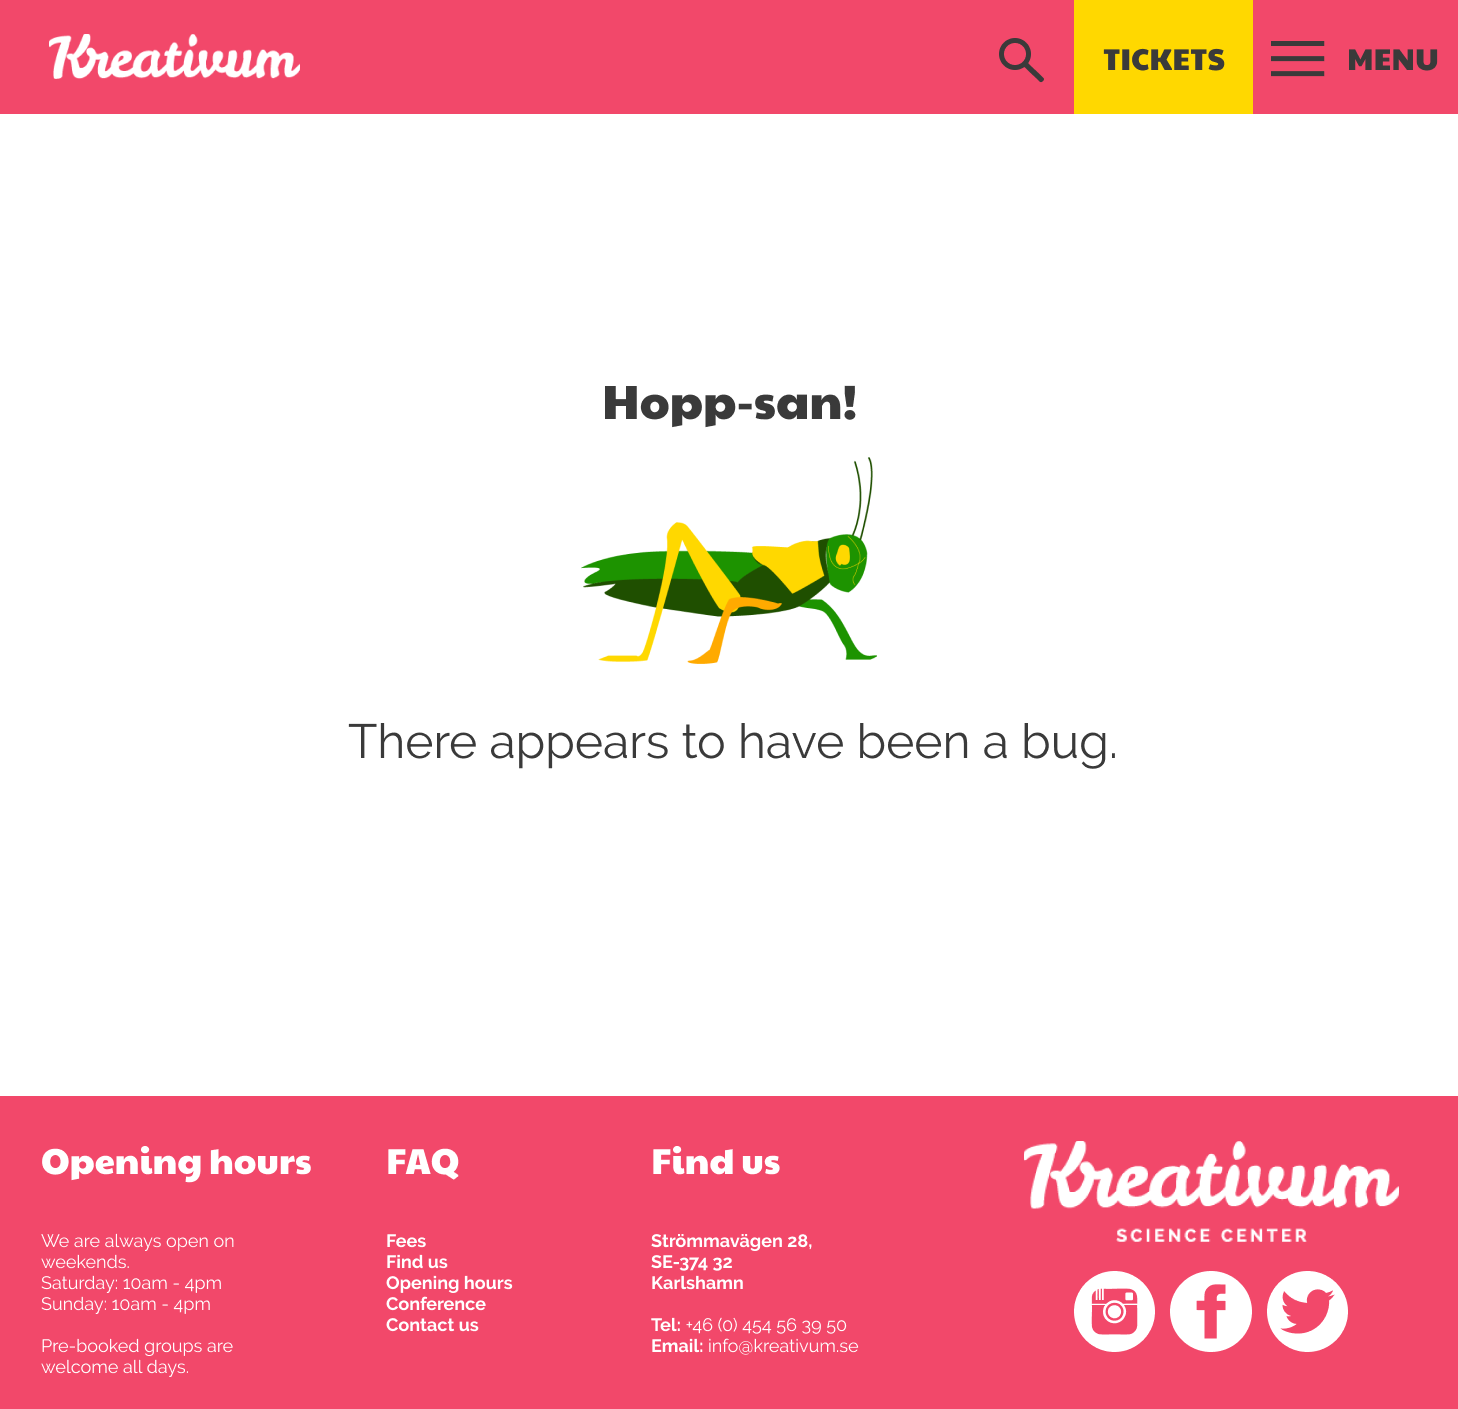 Kreativum
TICKETS
MENU
Hopp-san!
There appears to have been a bug.
Opening hours
We are always open on
weekends.
Saturday: 10am - 4pm
Sunday: 10am - 4pm
Pre-booked groups are
welcome all days.
FAQ
Fees
Find us
Opening hours
Conference
Contact us
Find us
Strömmavägen 28,
SE-374 32
Karlshamn
Tel: +46 (0) 454 56 39 50
Email: info@kreativum.se
Kreativum
SCIENCE CENTER